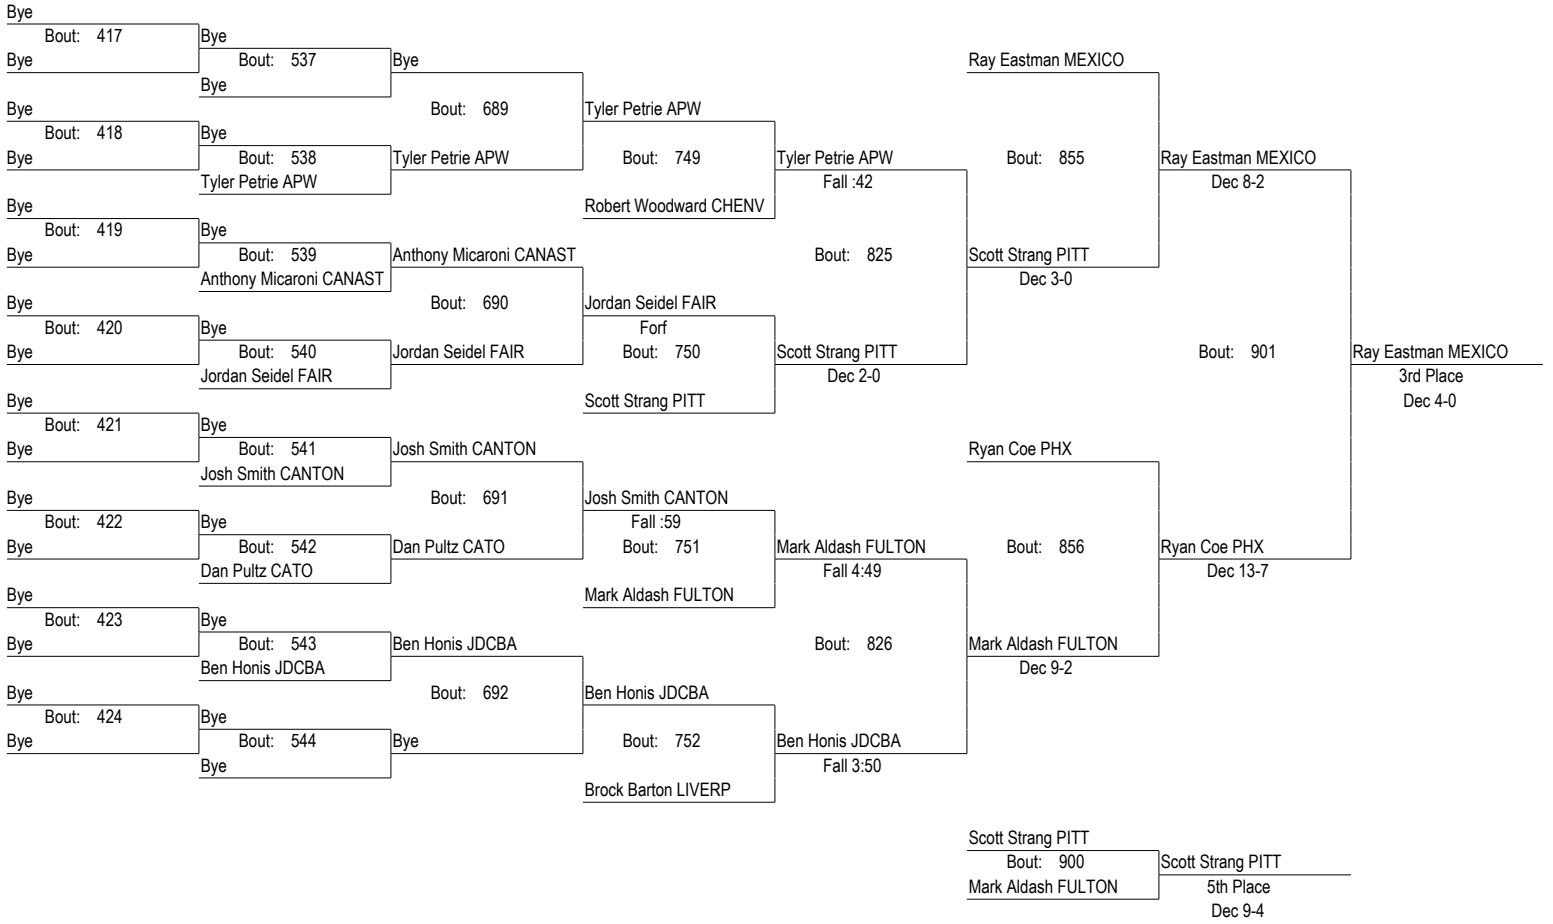 Bye
Bout: 417 Bye
Bye Bout: 537 Bye Ray Eastman MEXICO
Bye
Bye Bout: 689 Tyler Petrie APW
Bout: 418 Bye
Bye Bout: 538 Tyler Petrie APW Bout: 749 Tyler Petrie APW Bout: 855 Ray Eastman MEXICO
Tyler Petrie APW Fall :42 Dec 8-2
Bye Robert Woodward CHENV
Bout: 419 Bye
Bye Bout: 539 Anthony Micaroni CANAST Bout: 825 Scott Strang PITT
Anthony Micaroni CANAST Dec 3-0
Bye Bout: 690 Jordan Seidel FAIR
Bout: 420 Bye Forf
Bye Bout: 540 Jordan Seidel FAIR Bout: 750 Scott Strang PITT Bout: 901 Ray Eastman MEXICO
Jordan Seidel FAIR Dec 2-0 3rd Place
Bye Scott Strang PITT Dec 4-0
Bout: 421 Bye
Bye Bout: 541 Josh Smith CANTON Ryan Coe PHX
Josh Smith CANTON
Bye Bout: 691 Josh Smith CANTON
Bout: 422 Bye Fall :59
Bye Bout: 542 Dan Pultz CATO Bout: 751 Mark Aldash FULTON Bout: 856 Ryan Coe PHX
Dan Pultz CATO Fall 4:49 Dec 13-7
Bye Mark Aldash FULTON
Bout: 423 Bye
Bye Bout: 543 Ben Honis JDCBA Bout: 826 Mark Aldash FULTON
Ben Honis JDCBA Dec 9-2
Bye Bout: 692 Ben Honis JDCBA
Bout: 424 Bye
Bye Bout: 544 Bye Bout: 752 Ben Honis JDCBA
Bye Fall 3:50
Brock Barton LIVERP
Scott Strang PITT
Bout: 900 Scott Strang PITT
Mark Aldash FULTON 5th Place
Dec 9-4